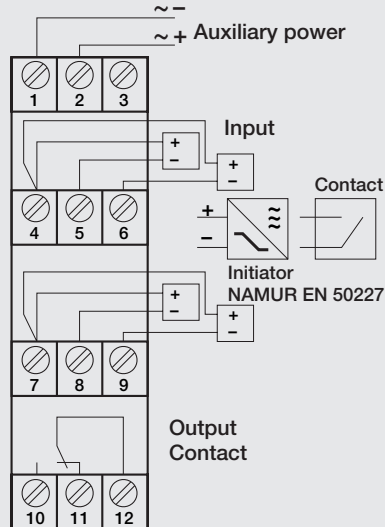 ~ –
~ + Auxiliary power
1 2 3
Input
+
–
+
–
4 5 6
Contact
+
–
Initiator
NAMUR EN 50227
+
–
+
–
7 8 9
Output
Contact
10 11 12